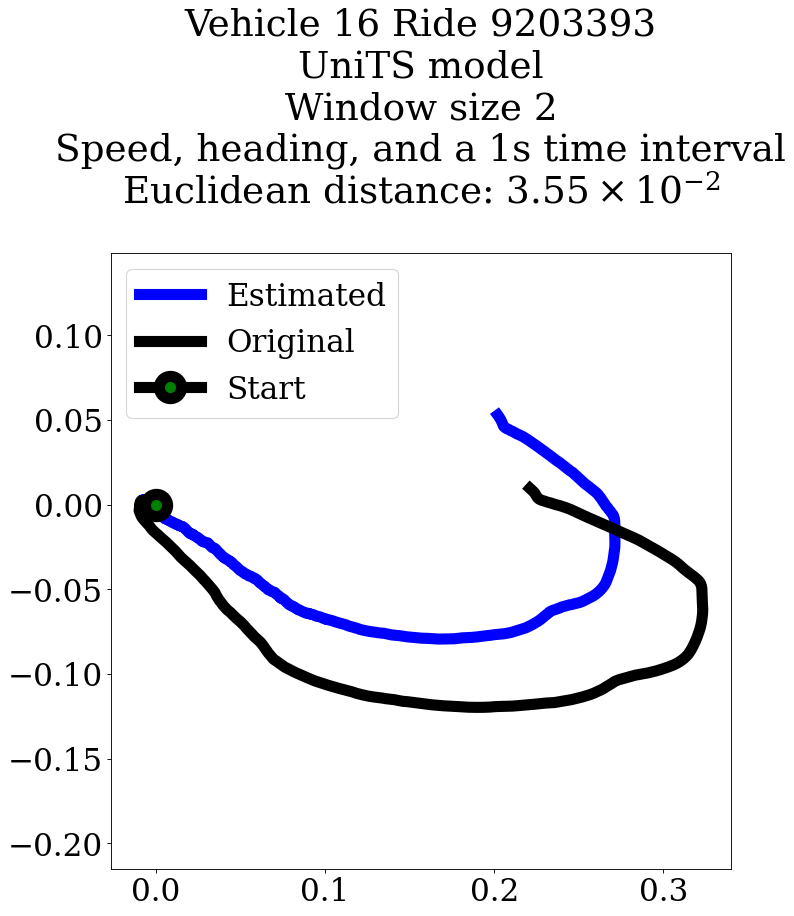 Vehicle 16 Ride 9203393
UniTS model
Window size 2
Speed, heading, and a 1s time interval
Euclidean distance: 3.55 × 10⁻²
Estimated
Original
Start
0.10
0.05
0.00
−0.05
−0.10
−0.15
−0.20
0.0 0.1 0.2 0.3